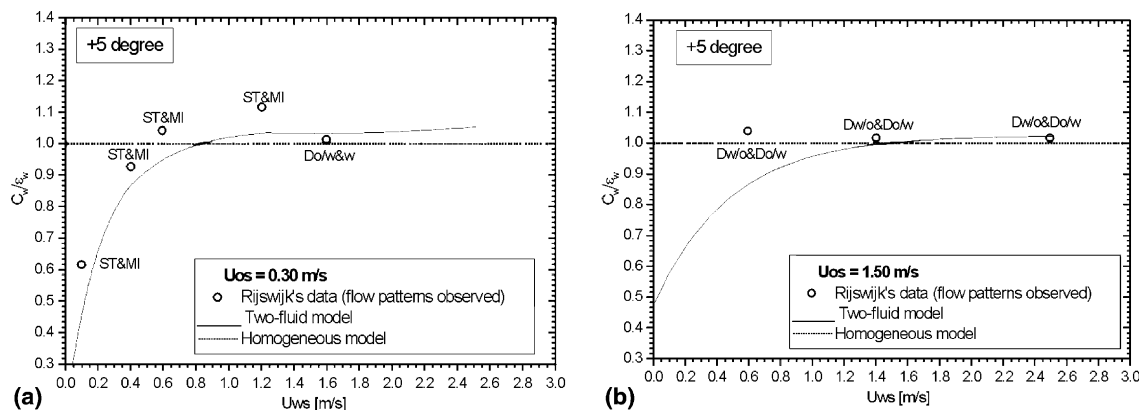 1.4
1.3
1.2
1.1
1.0
0.9
0.8
0.7
0.6
0.5
0.4
0.3
C_w/ε_w
+5 degree
ST&MI
ST&MI
ST&MI
ST&MI
Do/w&w
Uos = 0.30 m/s
Rijswijk's data (flow patterns observed)
Two-fluid model
Homogeneous model
0.0 0.2 0.4 0.6 0.8 1.0 1.2 1.4 1.6 1.8 2.0 2.2 2.4 2.6 2.8 3.0
Uws [m/s]
(a)
1.4
1.3
1.2
1.1
1.0
0.9
0.8
0.7
0.6
0.5
0.4
0.3
C_w/ε_w
+5 degree
Dw/o&Do/w
Dw/o&Do/w
Dw/o&Do/w
Uos = 1.50 m/s
Rijswijk's data (flow patterns observed)
Two-fluid model
Homogeneous model
0.0 0.2 0.4 0.6 0.8 1.0 1.2 1.4 1.6 1.8 2.0 2.2 2.4 2.6 2.8 3.0
Uws [m/s]
(b)